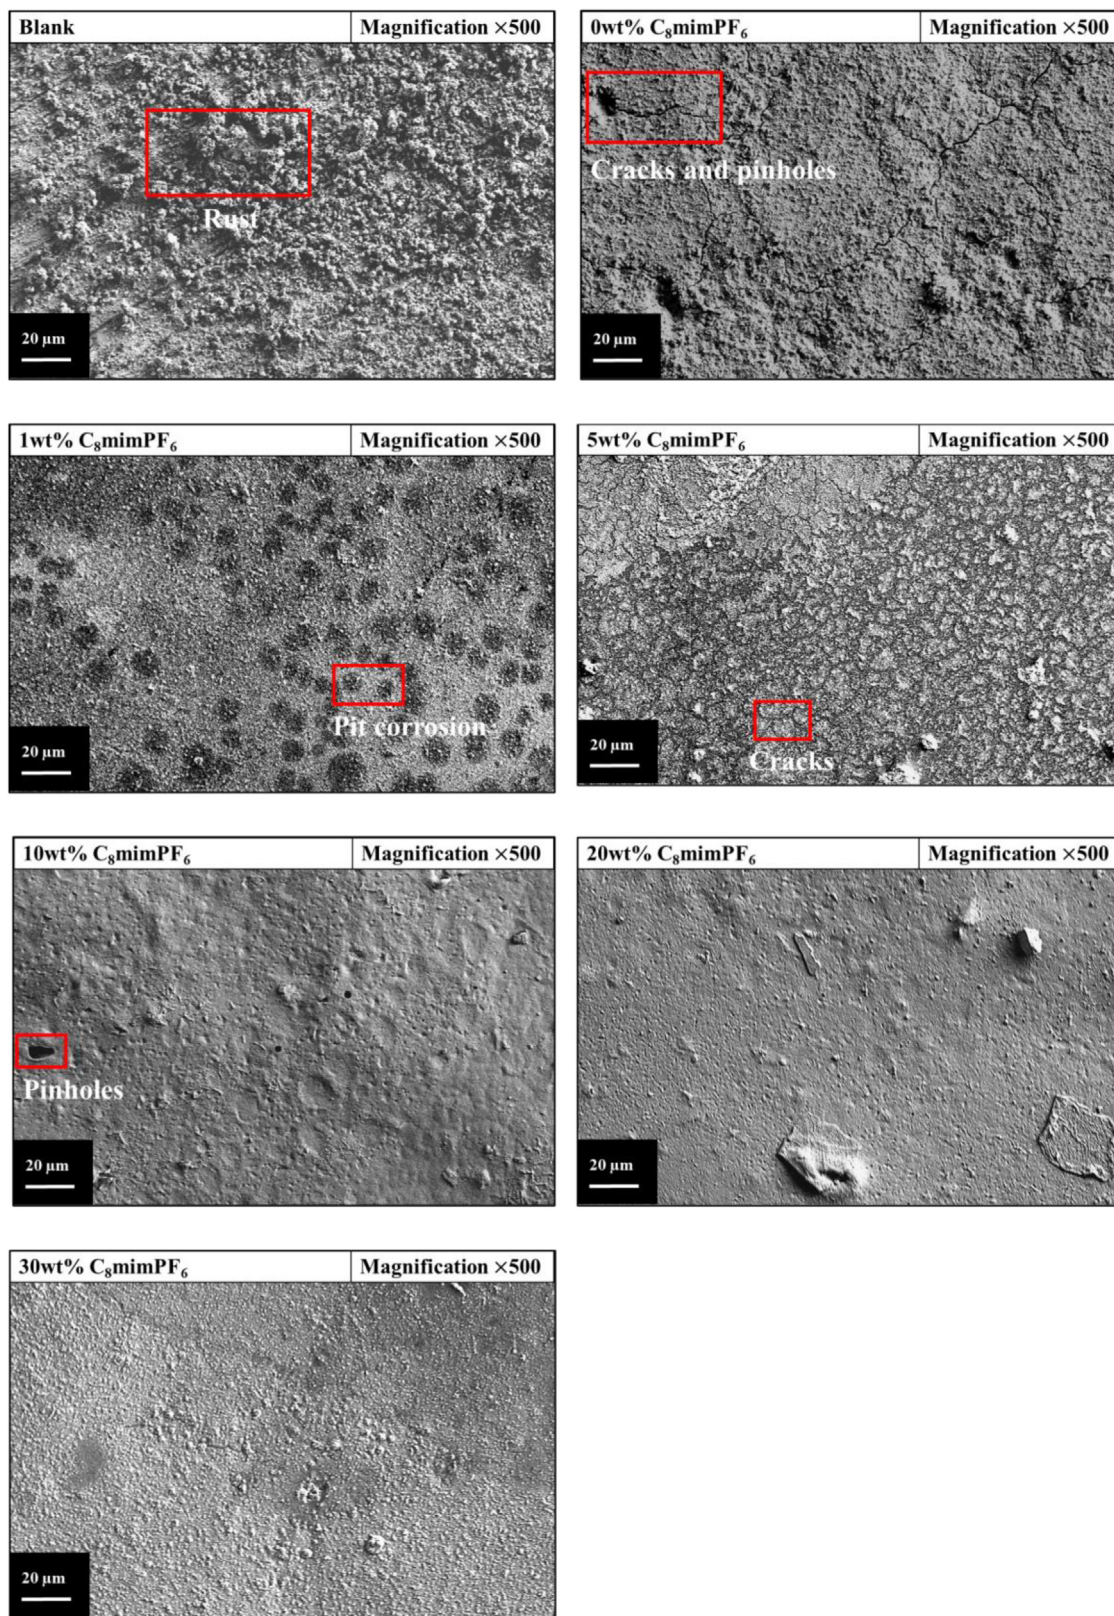 Blank Magnification ×500
Rust
20 µm
0wt% C₈mimPF₆ Magnification ×500
Cracks and pinholes
20 µm
1wt% C₈mimPF₆ Magnification ×500
Pit corrosion
20 µm
5wt% C₈mimPF₆ Magnification ×500
Cracks
20 µm
10wt% C₈mimPF₆ Magnification ×500
Pinholes
20 µm
20wt% C₈mimPF₆ Magnification ×500
20 µm
30wt% C₈mimPF₆ Magnification ×500
20 µm